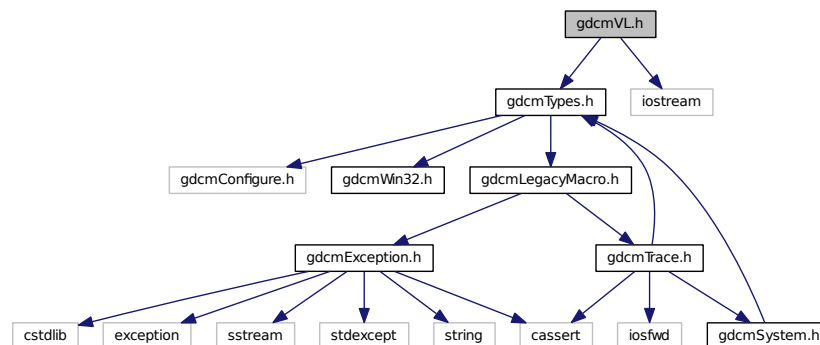 gdcmVL.h
gdcmTypes.h
iostream
gdcmConfigure.h
gdcmWin32.h
gdcmLegacyMacro.h
gdcmException.h
gdcmTrace.h
cstdlib
exception
sstream
stdexcept
string
cassert
iosfwd
gdcmSystem.h